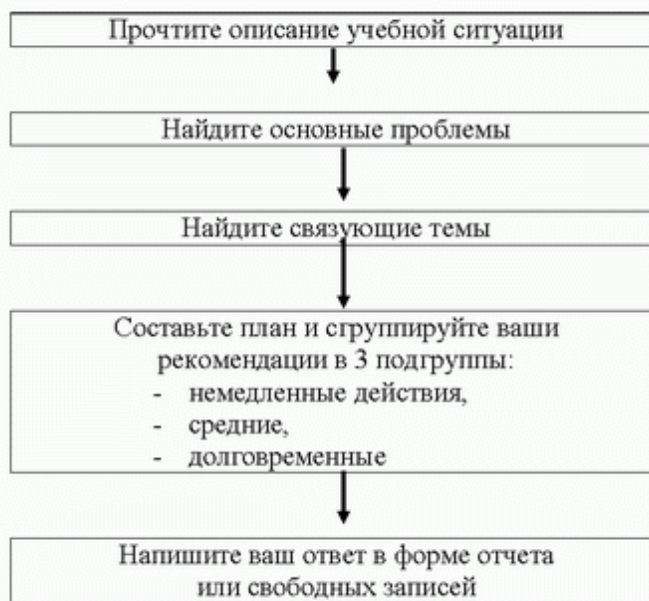 Прочтите описание учебной ситуации
Найдите основные проблемы
Найдите связующие темы
Составьте план и сгруппируйте ваши
рекомендации в 3 подгруппы:
- немедленные действия,
- средние,
- долговременные
Напишите ваш ответ в форме отчета
или свободных записей